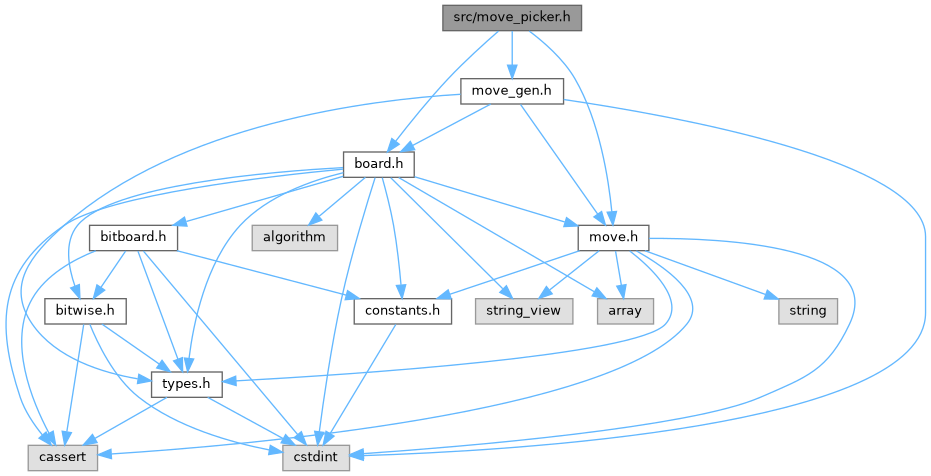 src/move_picker.h
move_gen.h
board.h
bitboard.h
algorithm
move.h
bitwise.h
constants.h
string_view
array
string
types.h
cassert
cstdint